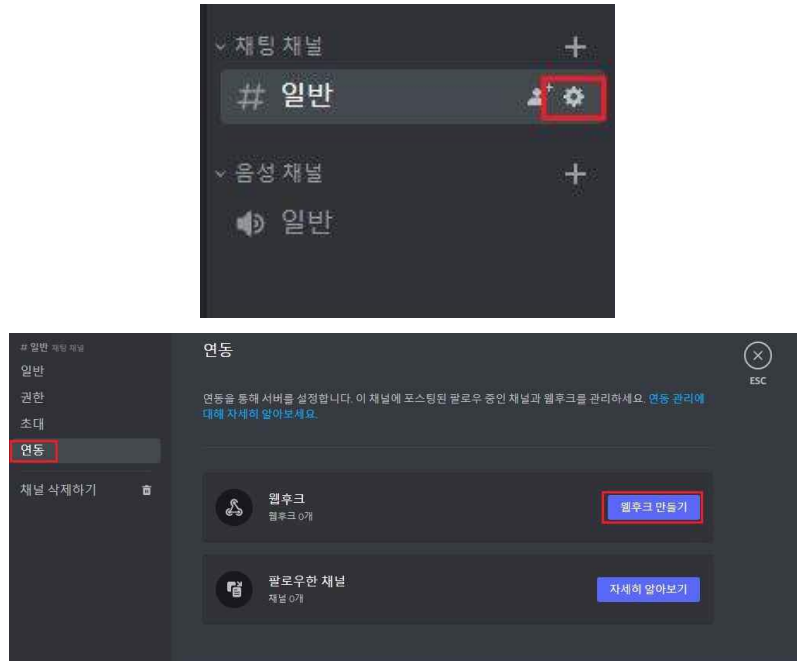 채팅 채널
# 일반
음성 채널
일반
# 일반 채팅 채널
일반
권한
초대
연동
채널 삭제하기
연동
ESC
연동을 통해 서버를 설정합니다. 이 채널에 포스팅된 팔로우 중인 채널과 웹후크를 관리하세요. 연동 관리에
대해 자세히 알아보세요.
웹후크
웹후크 0개
웹후크 만들기
팔로우한 채널
채널 0개
자세히 알아보기